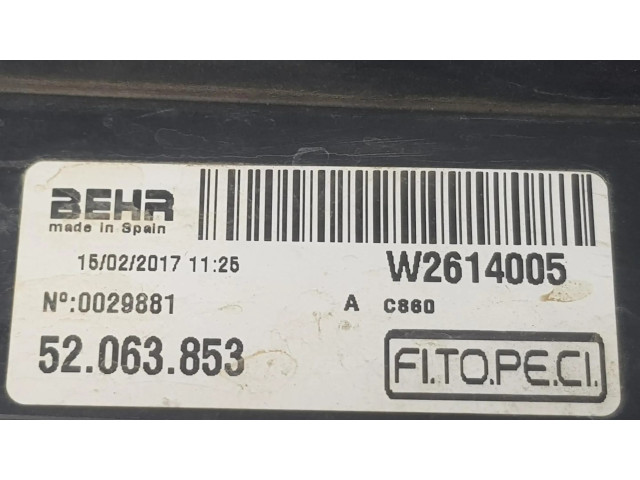 BEHR
made in Spain
15/02/2017 11:25
W2614005
Nº:0029881
A C860
52.063.853
FI.TO.PE.CI.